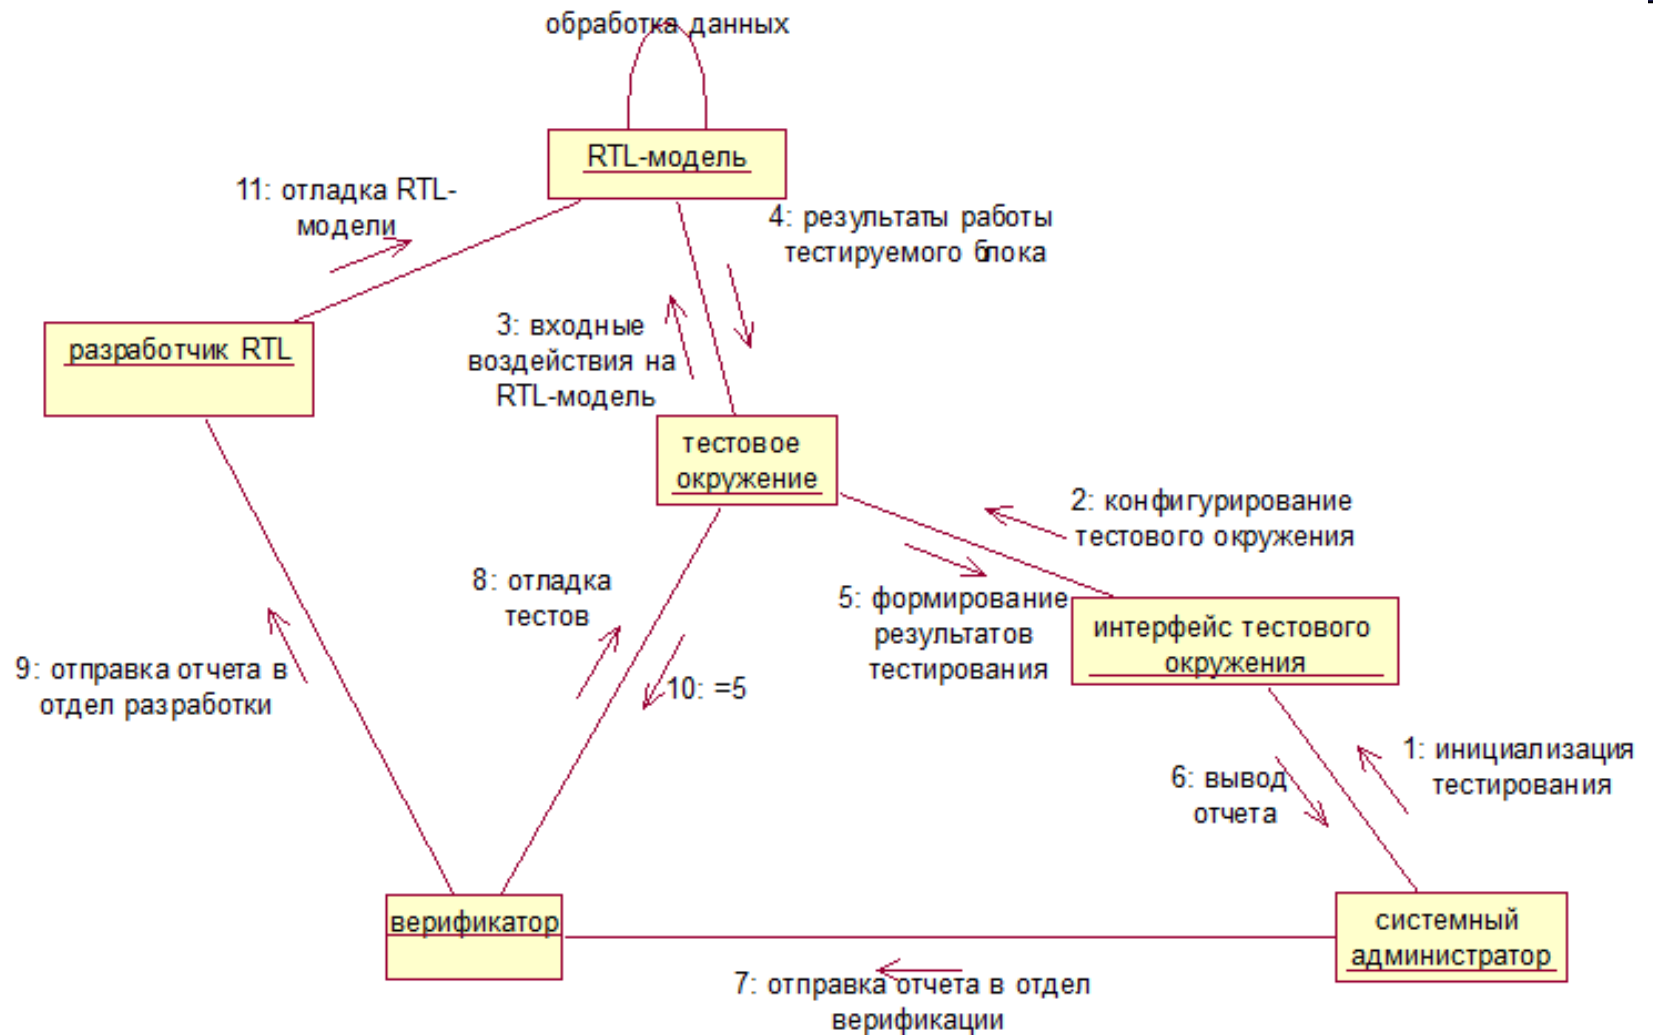 обработка данных
RTL-модель
11: отладка RTL-
модели
4: результаты работы
тестируемого блока
3: входные
воздействия на
RTL-модель
разработчик RTL
тестовое
окружение
2: конфигурирование
тестового окружения
8: отладка
тестов
5: формирование
результатов
тестирования
интерфейс тестового
окружения
9: отправка отчета в
отдел разработки
10: =5
6: вывод
отчета
1: инициализация
тестирования
верификатор
системный
администратор
7: отправка отчета в отдел
верификации